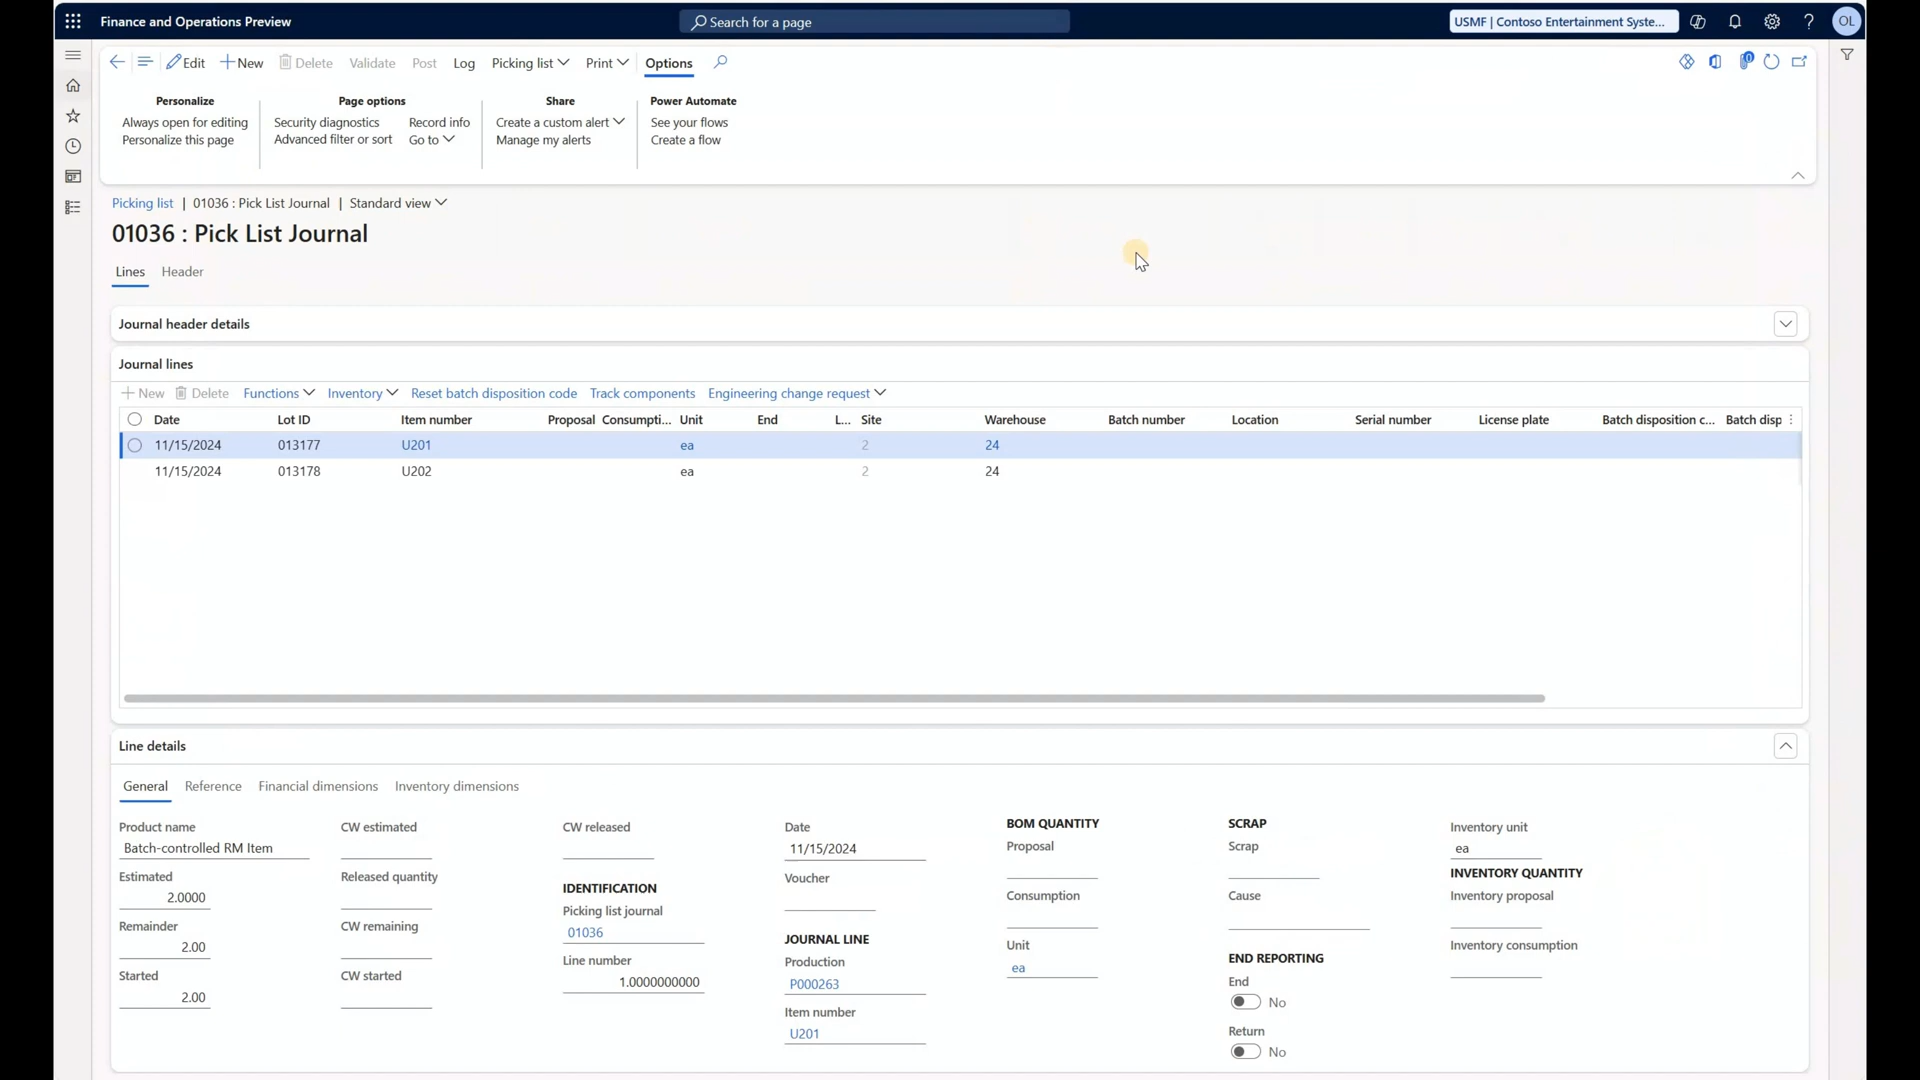 Finance and Operations Preview
Search for a page
USMF | Contoso Entertainment Syste...
OL
Edit
New
Delete
Validate
Post
Log
Picking list
Print
Options
0
Personalize
Always open for editing
Personalize this page
Page options
Security diagnostics
Record info
Advanced filter or sort
Go to
Share
Create a custom alert
Manage my alerts
Power Automate
See your flows
Create a flow
Picking list | 01036 : Pick List Journal | Standard view
01036 : Pick List Journal
Lines
Header
Journal header details
Journal lines
New
Delete
Functions
Inventory
Reset batch disposition code
Track components
Engineering change request
Date Lot ID Item number Proposal Consumpti... Unit End L... Site Warehouse Batch number Location Serial number License plate Batch disposition c... Batch disp
11/15/2024 013177 U201 ea 2 24
11/15/2024 013178 U202 ea 2 24
Line details
General
Reference
Financial dimensions
Inventory dimensions
Product name
Batch-controlled RM Item
Estimated
2.0000
Remainder
2.00
Started
2.00
CW estimated
Released quantity
CW remaining
CW started
CW released
IDENTIFICATION
Picking list journal
01036
Line number
1.0000000000
Date
11/15/2024
Voucher
JOURNAL LINE
Production
P000263
Item number
U201
BOM QUANTITY
Proposal
Consumption
Unit
ea
SCRAP
Scrap
Cause
END REPORTING
End
No
Return
No
Inventory unit
ea
INVENTORY QUANTITY
Inventory proposal
Inventory consumption